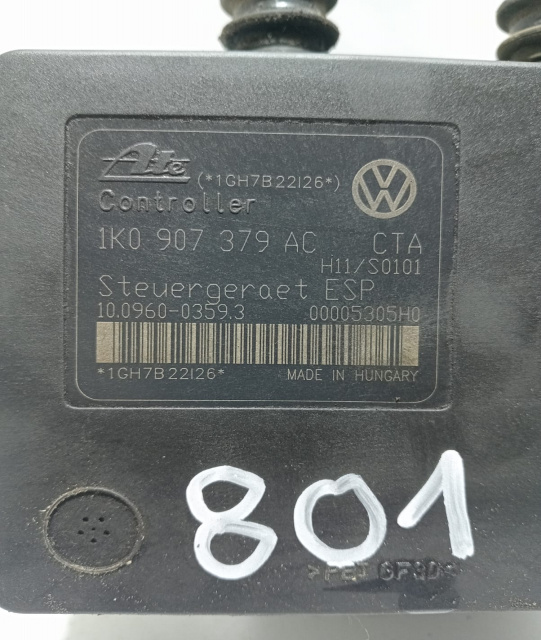 Ate (*1GH7B22I26*)
Controller
1K0 907 379 AC CTA
H11/S0101
Steuergeraet ESP
10.0960-0359.3 00005305H0
*1GH7B22I26* MADE IN HUNGARY
801